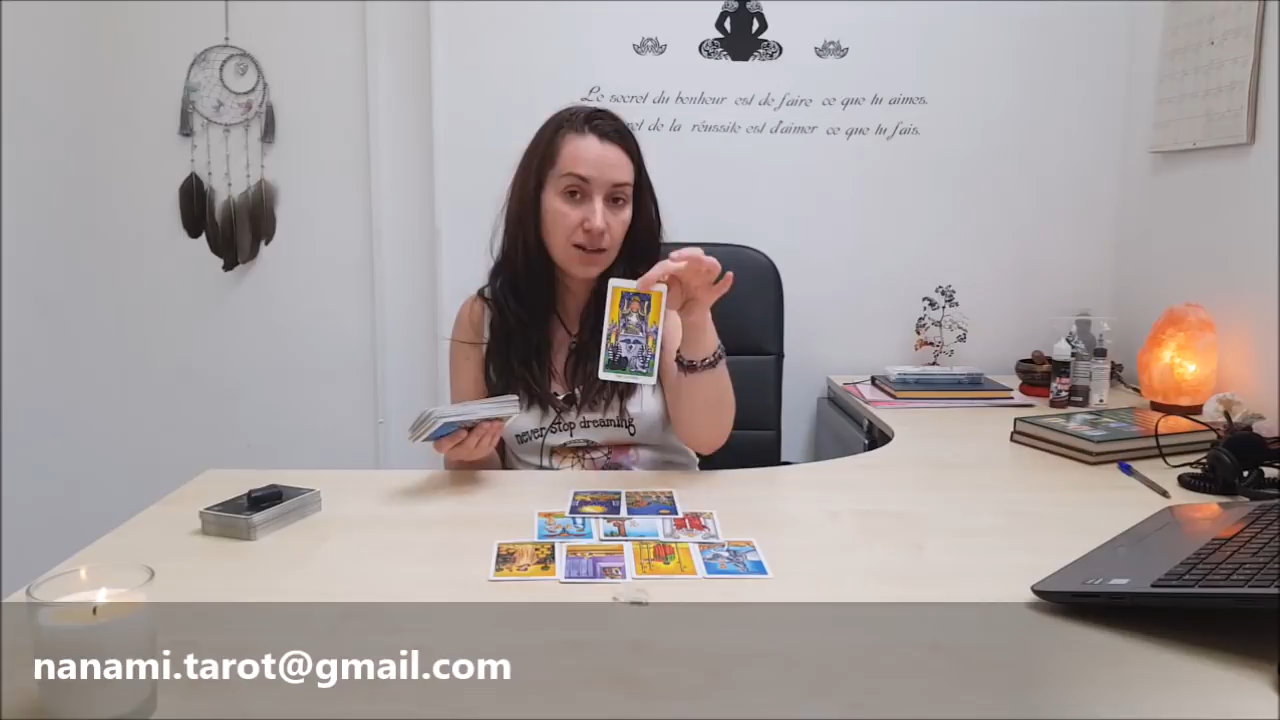 Le secret du bonheur est de faire ce que tu aimes.
de la réussite est d'aimer ce que tu fais.
never stop dreaming
nanami.tarot@gmail.com